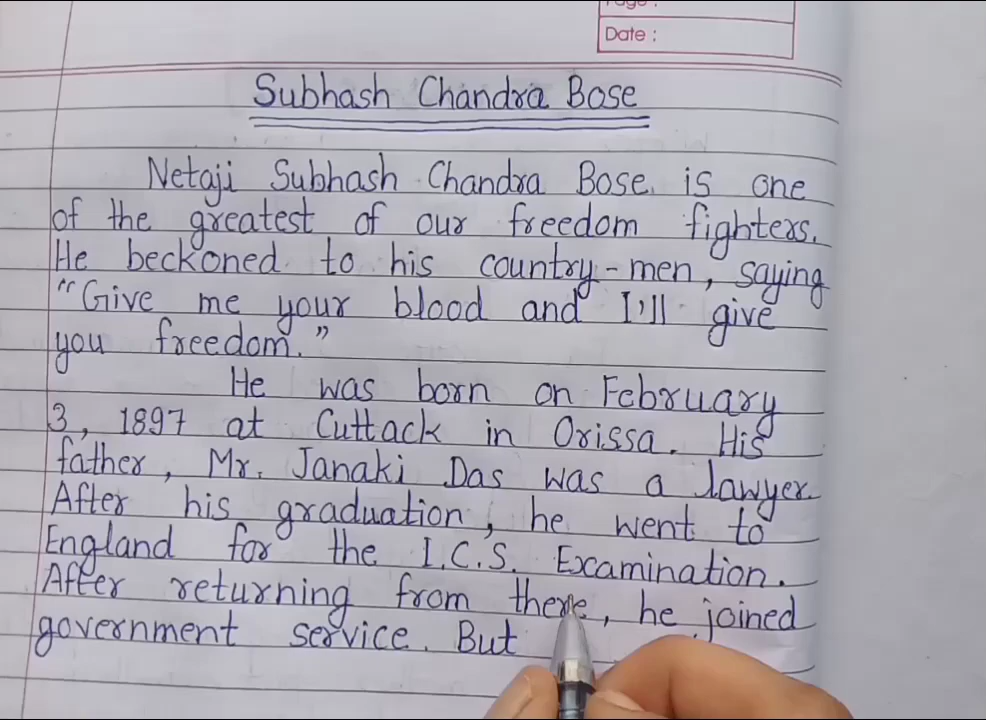 Page :
Date :
Subhash Chandra Bose
Netaji Subhash Chandra Bose is one
of the greatest of our freedom fighters.
He beckoned to his country-men, saying
"Give me your blood and I'll give
you freedom."
He was born on February
3, 1897 at Cuttack in Orissa. His
father, Mr. Janaki Das was a lawyer.
After his graduation, he went to
England for the I.C.S. Examination.
After returning from there, he joined
government service. But